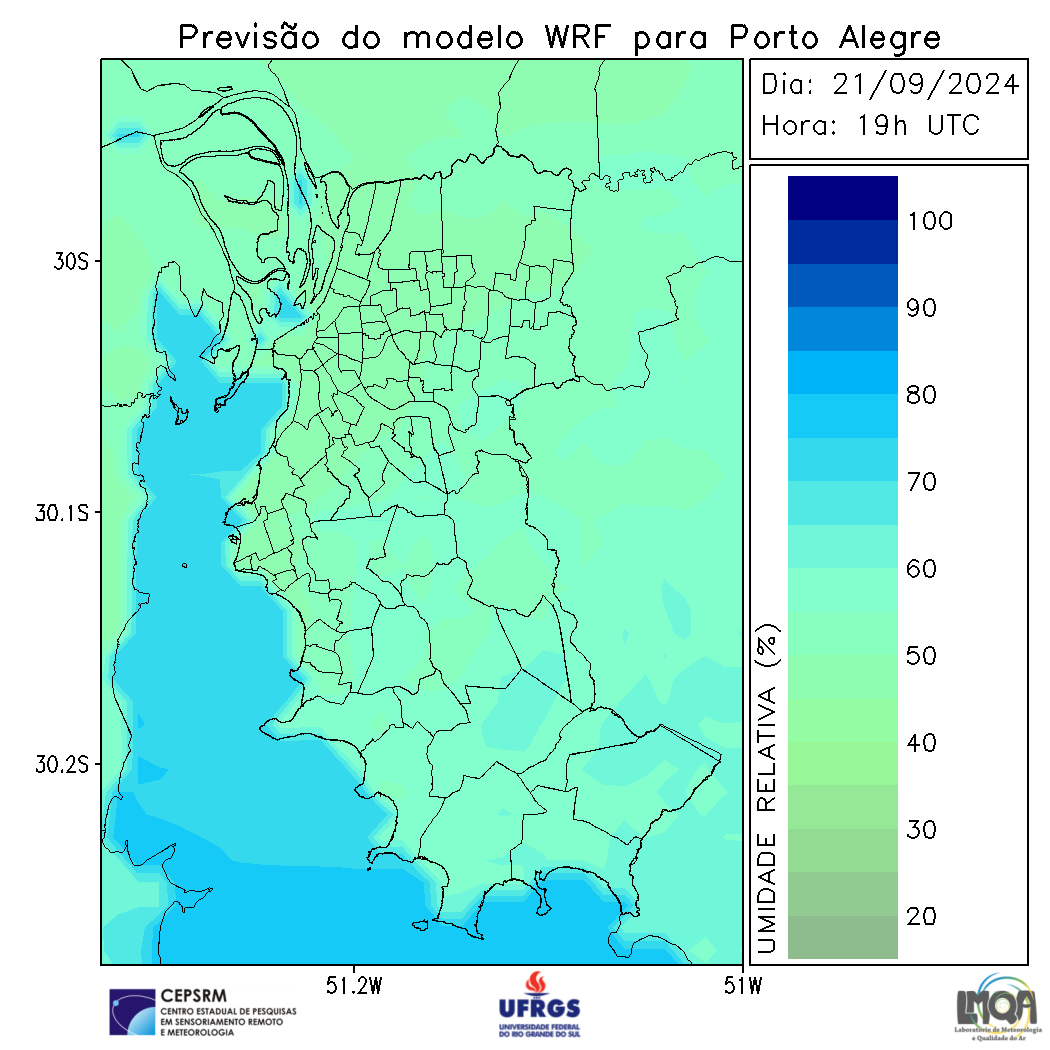 Previsão do modelo WRF para Porto Alegre
Dia: 21/09/2024
Hora: 19h UTC
30S
30.1S
30.2S
51.2W
51W
100
90
80
70
60
50
40
30
20
UMIDADE RELATIVA (%)
CEPSRM
CENTRO ESTADUAL DE PESQUISAS
EM SENSORIAMENTO REMOTO
E METEOROLOGIA
UFRGS
UNIVERSIDADE FEDERAL
DO RIO GRANDE DO SUL
LMQA
Laboratório de Meteorologia
e Qualidade do Ar